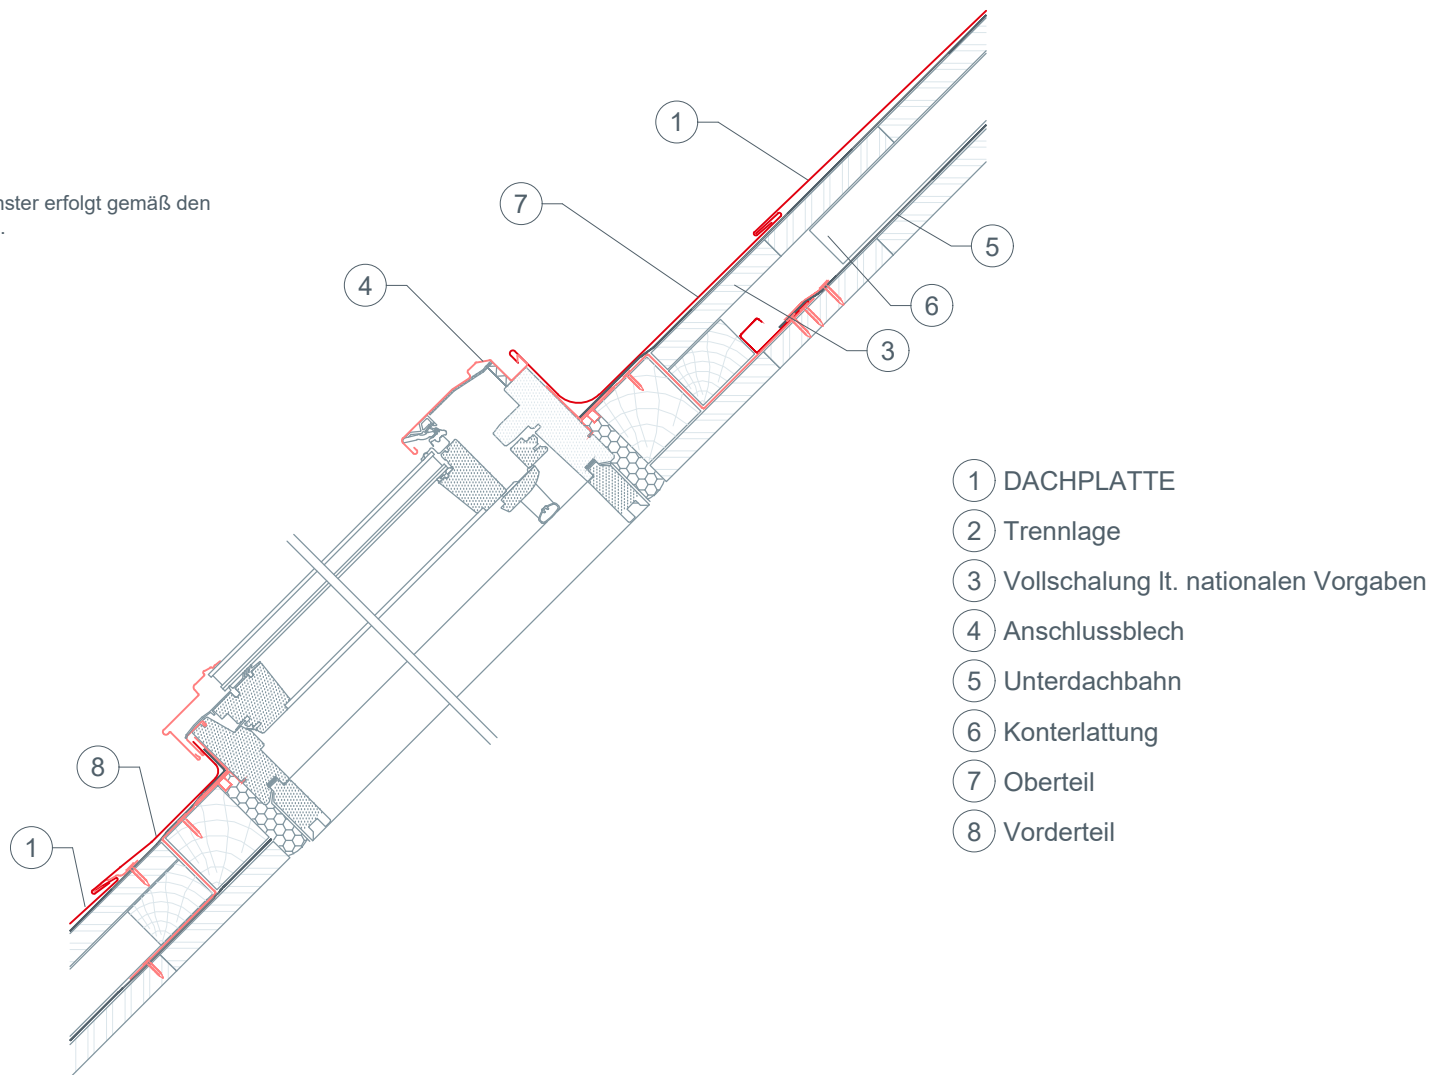 nster erfolgt gemäß den
.
1
7
4
5
6
3
8
1
1 DACHPLATTE
2 Trennlage
3 Vollschalung lt. nationalen Vorgaben
4 Anschlussblech
5 Unterdachbahn
6 Konterlattung
7 Oberteil
8 Vorderteil